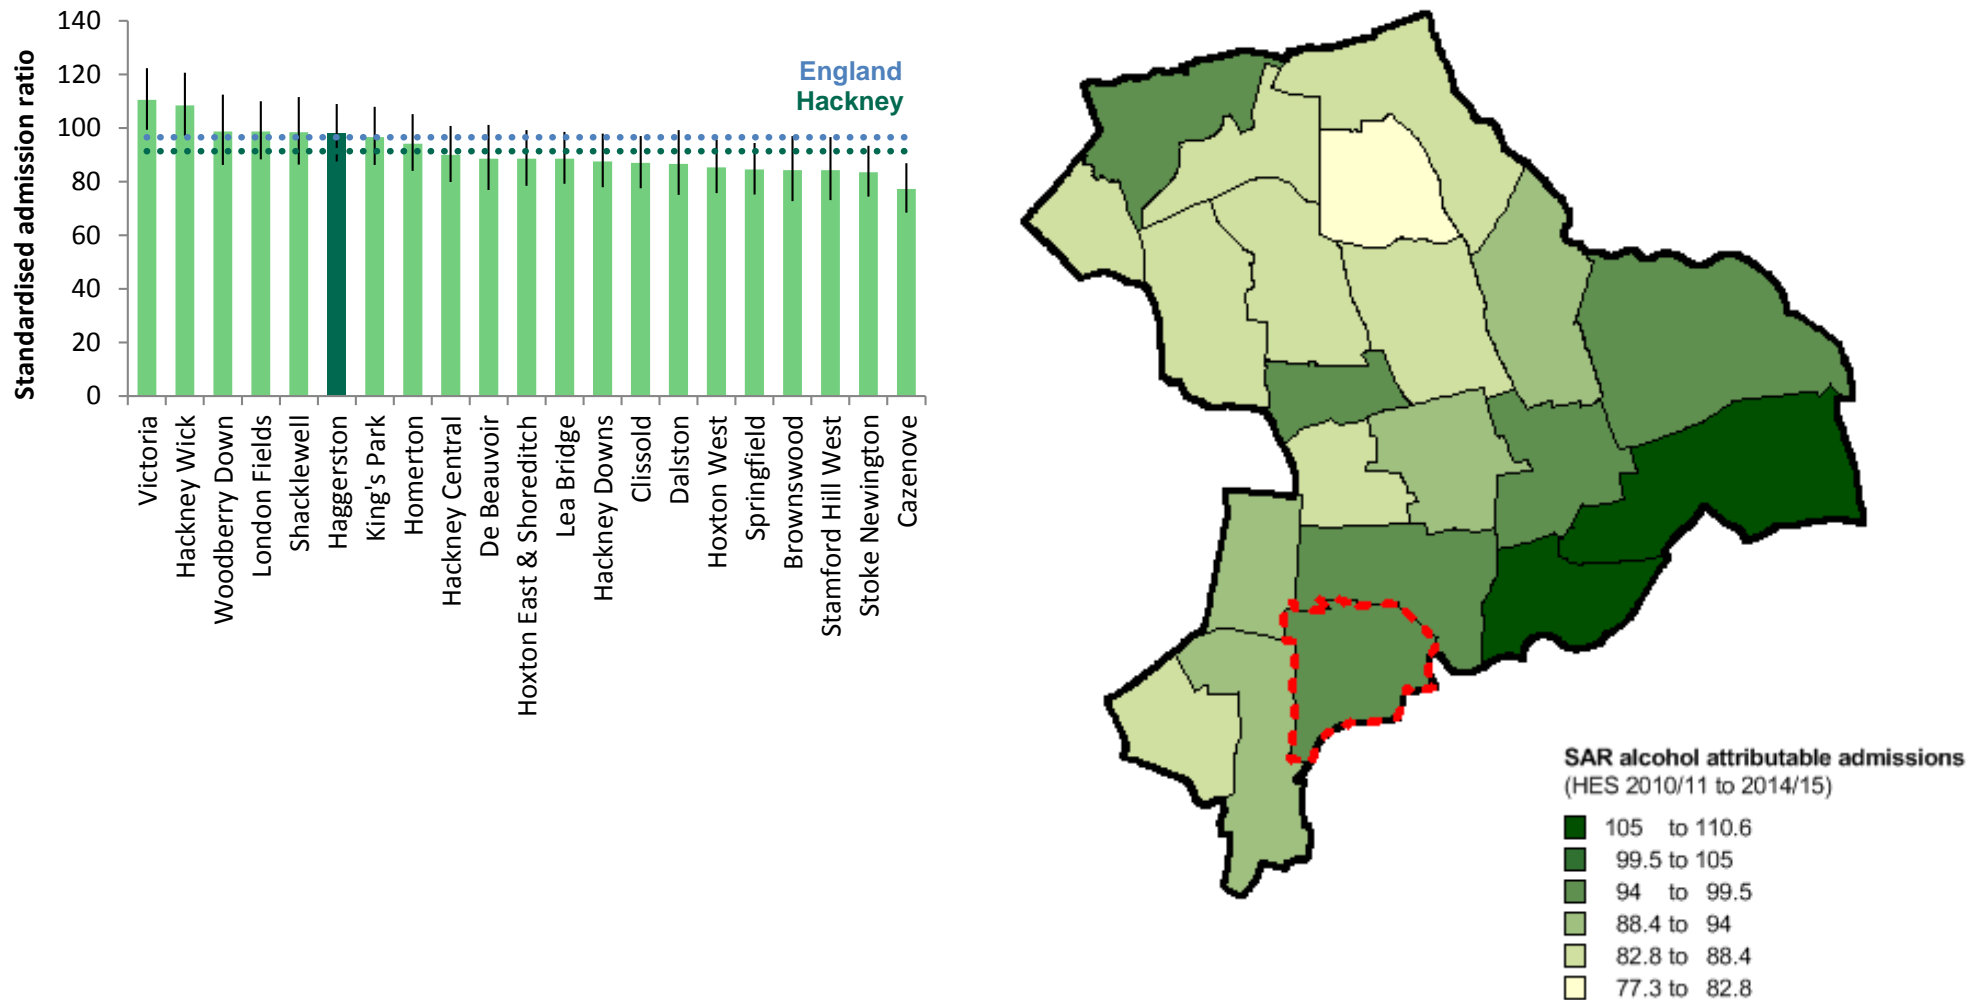 Standardised admission ratio
140
120
100
80
60
40
20
0
England
Hackney
Victoria
Hackney Wick
Woodberry Down
London Fields
Shacklewell
Haggerston
King's Park
Homerton
Hackney Central
De Beauvoir
Hoxton East & Shoreditch
Lea Bridge
Hackney Downs
Clissold
Dalston
Hoxton West
Springfield
Brownswood
Stamford Hill West
Stoke Newington
Cazenove
SAR alcohol attributable admissions
(HES 2010/11 to 2014/15)
105 to 110.6
99.5 to 105
94 to 99.5
88.4 to 94
82.8 to 88.4
77.3 to 82.8